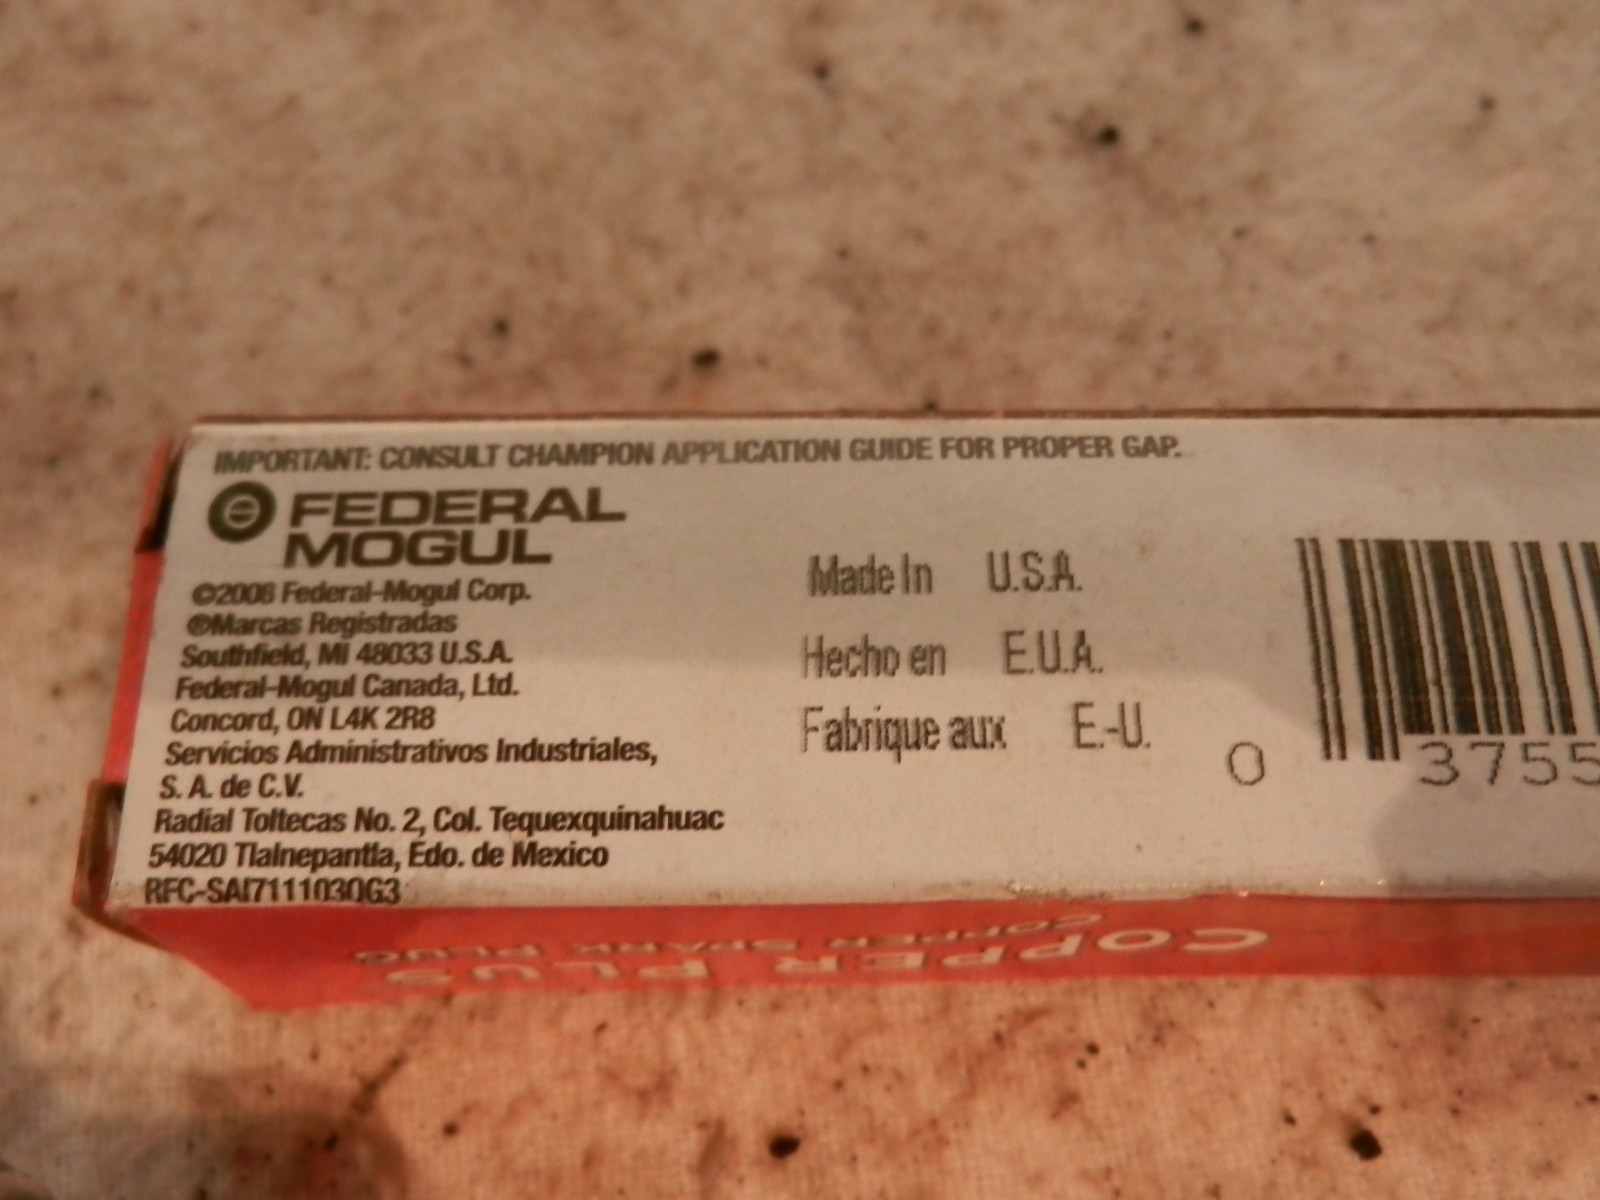 IMPORTANT: CONSULT CHAMPION APPLICATION GUIDE FOR PROPER GAP.
FEDERAL
MOGUL
©2008 Federal-Mogul Corp.
®Marcas Registradas
Southfield, MI 48033 U.S.A.
Federal-Mogul Canada, Ltd.
Concord, ON L4K 2R8
Servicios Administrativos Industriales,
S. A. de C.V.
Radial Toltecas No. 2, Col. Tequexquinahuac
54020 Tlalnepantla, Edo. de Mexico
RFC-SAI7111030G3
Made In U.S.A.
Hecho en E.U.A.
Fabrique aux E.-U.
0 3755
COPPER PLUS
COPPER SPARK PLUG